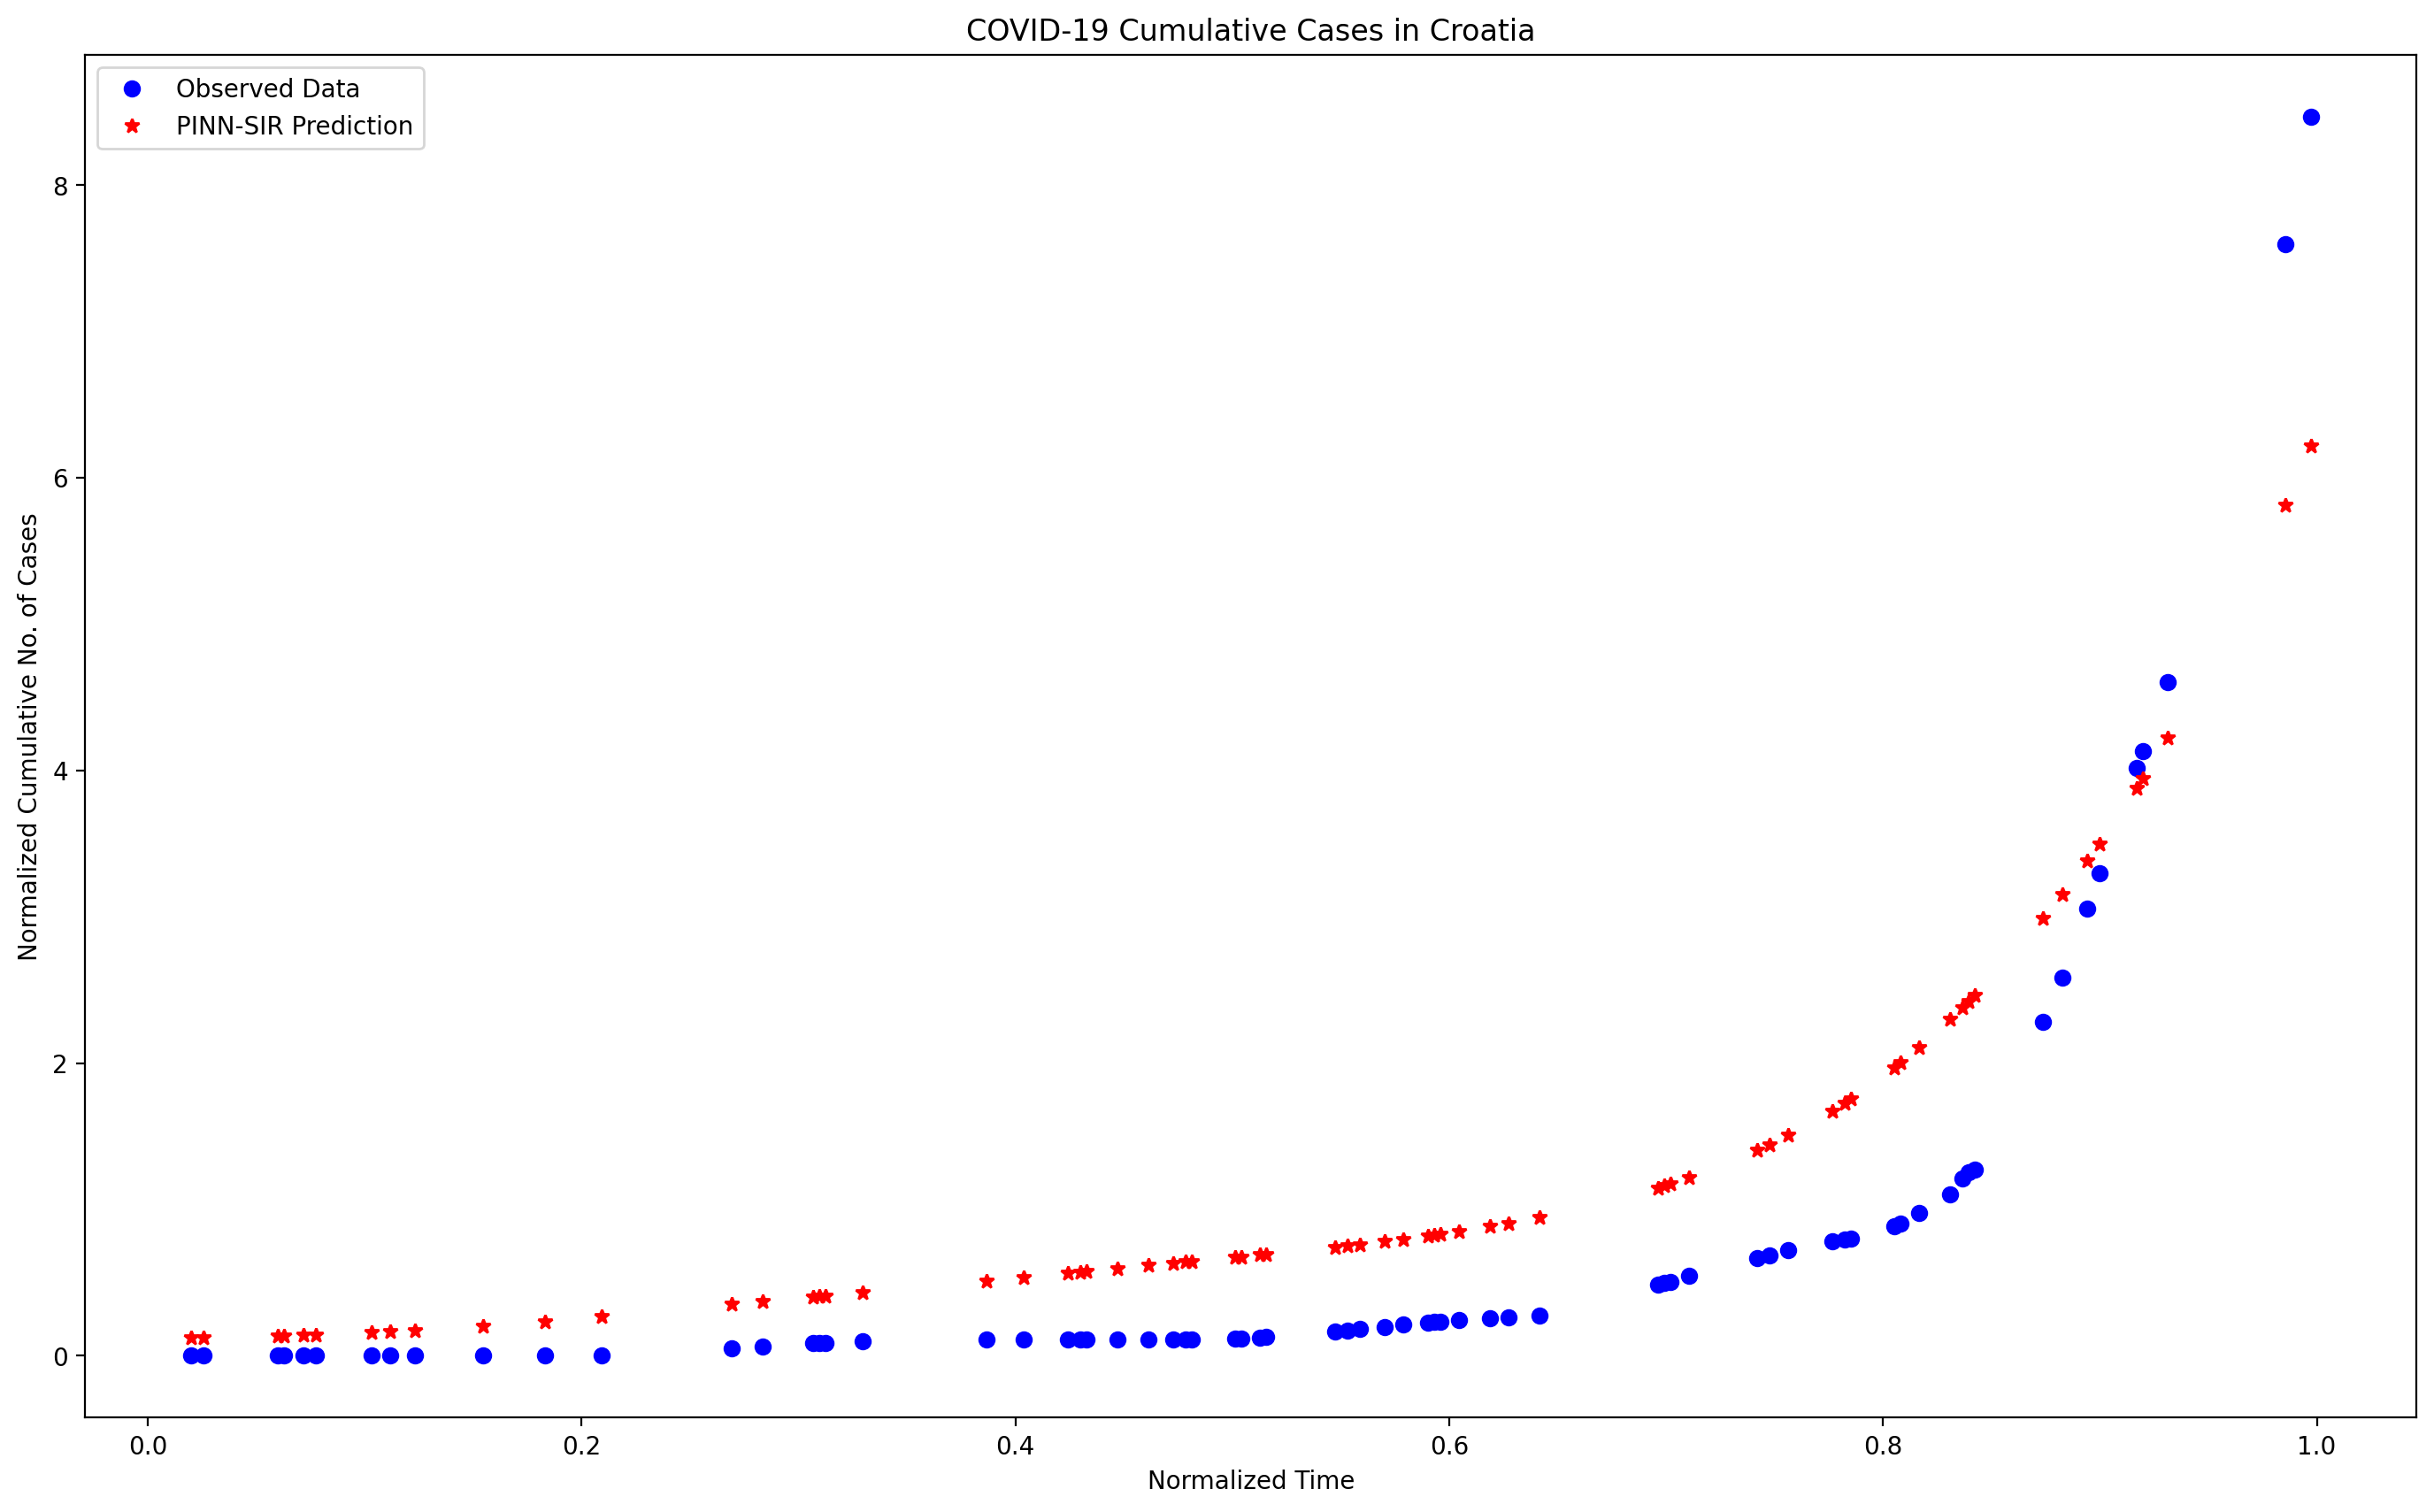 COVID-19 Cumulative Cases in Croatia
Observed Data
PINN-SIR Prediction
Normalized Cumulative No. of Cases
8
6
4
2
0
0.0 0.2 0.4 0.6 0.8 1.0
Normalized Time